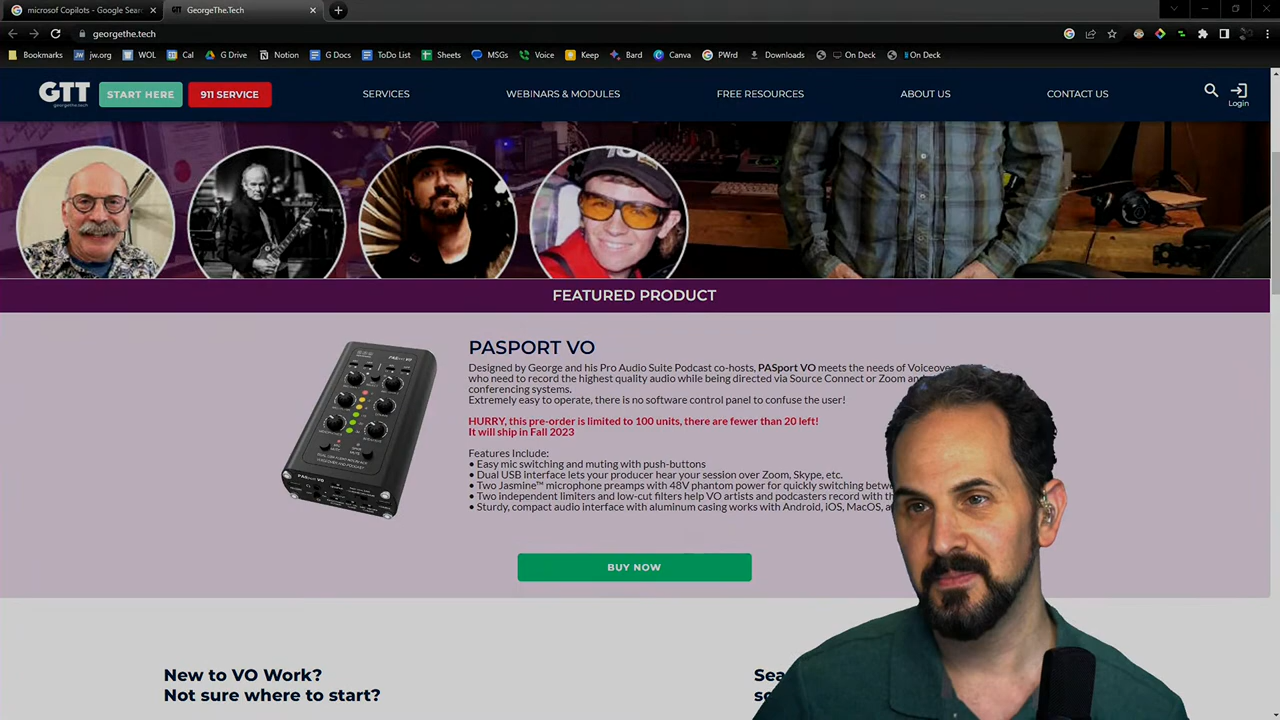 microsof Copilots - Google Sear
GeorgeThe.Tech
georgethe.tech
Bookmarks
jw.org
WOL
Cal
G Drive
Notion
G Docs
ToDo List
Sheets
MSGs
Voice
Keep
Bard
Canva
PWrd
Downloads
On Deck
On Deck
GTT
georgethe.tech
START HERE
911 SERVICE
SERVICES
WEBINARS & MODULES
FREE RESOURCES
ABOUT US
CONTACT US
Login
FEATURED PRODUCT
PASPORT VO
Designed by George and his Pro Audio Suite Podcast co-hosts, PASport VO meets the needs of Voiceove
who need to record the highest quality audio while being directed via Source Connect or Zoom an
conferencing systems.
Extremely easy to operate, there is no software control panel to confuse the user!
HURRY, this pre-order is limited to 100 units, there are fewer than 20 left!
It will ship in Fall 2023
Features Include:
• Easy mic switching and muting with push-buttons
• Dual USB Interface lets your producer hear your session over Zoom, Skype, etc.
• Two Jasmine™ microphone preamps with 48V phantom power for quickly switching betw
• Two independent limiters and low-cut filters help VO artists and podcasters record with th
• Sturdy, compact audio interface with aluminum casing works with Android, iOS, MacOS, a
PASport VO
BUY NOW
New to VO Work?
Not sure where to start?
Sea
so